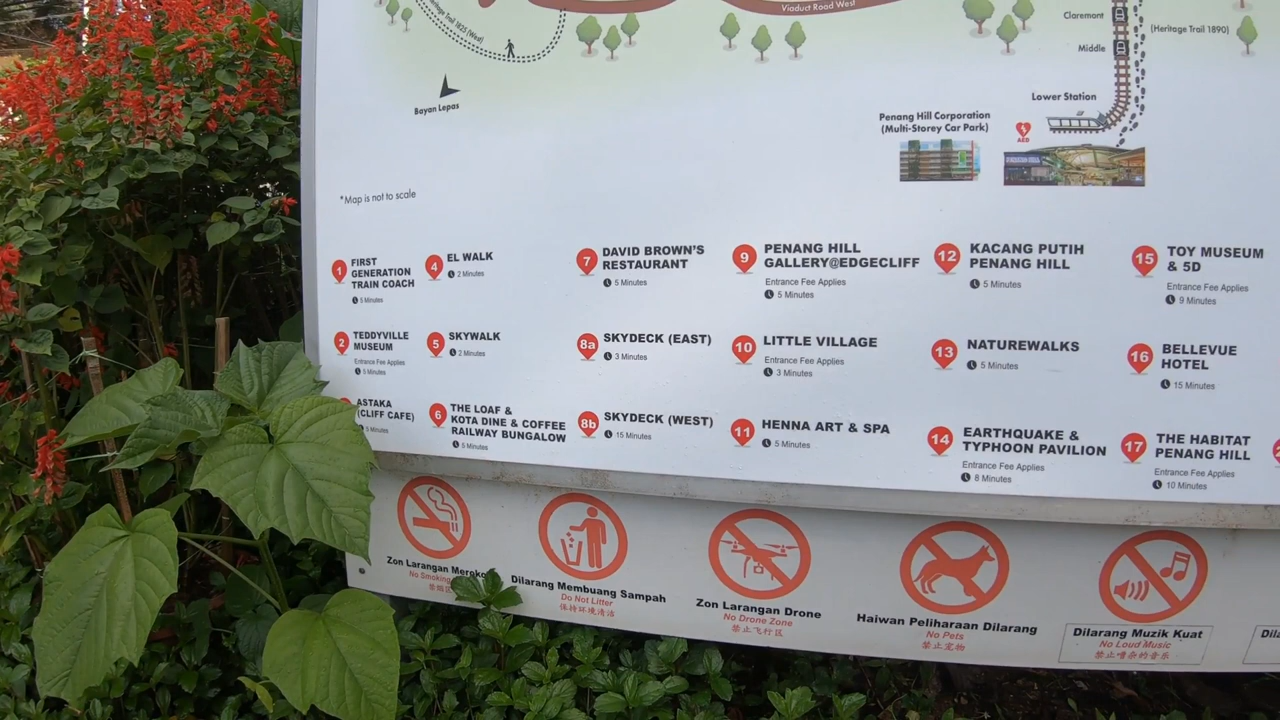 Heritage Trail 1825 (West)
Viaduct Road West
Claremont
(Heritage Trail 1890)
Middle
Bayan Lepas
Lower Station
Penang Hill Corporation
(Multi-Storey Car Park)
AED
*Map is not to scale
1 FIRST
GENERATION
TRAIN COACH
5 Minutes
2 TEDDYVILLE
MUSEUM
Entrance Fee Applies
5 Minutes
ASTAKA
(CLIFF CAFE)
5 Minutes
4 EL WALK
2 Minutes
5 SKYWALK
2 Minutes
6 THE LOAF &
KOTA DINE & COFFEE
RAILWAY BUNGALOW
5 Minutes
7 DAVID BROWN'S
RESTAURANT
5 Minutes
8a SKYDECK (EAST)
3 Minutes
8b SKYDECK (WEST)
15 Minutes
9 PENANG HILL
GALLERY@EDGECLIFF
Entrance Fee Applies
5 Minutes
10 LITTLE VILLAGE
Entrance Fee Applies
3 Minutes
11 HENNA ART & SPA
5 Minutes
12 KACANG PUTIH
PENANG HILL
5 Minutes
13 NATUREWALKS
5 Minutes
14 EARTHQUAKE &
TYPHOON PAVILION
Entrance Fee Applies
8 Minutes
15 TOY MUSEUM
& 5D
Entrance Fee Applies
9 Minutes
16 BELLEVUE
HOTEL
15 Minutes
17 THE HABITAT
PENANG HILL
Entrance Fee Applies
10 Minutes
Zon Larangan
No Smoking
禁烟区
Dilarang Membuang Sampah
Do Not Litter
保持环境清洁
Zon Larangan Drone
No Drone Zone
禁止飞行区
Haiwan Peliharaan Dilarang
No Pets
禁止宠物
Dilarang Muzik Kuat
No Loud Music
禁止嘈杂的音乐